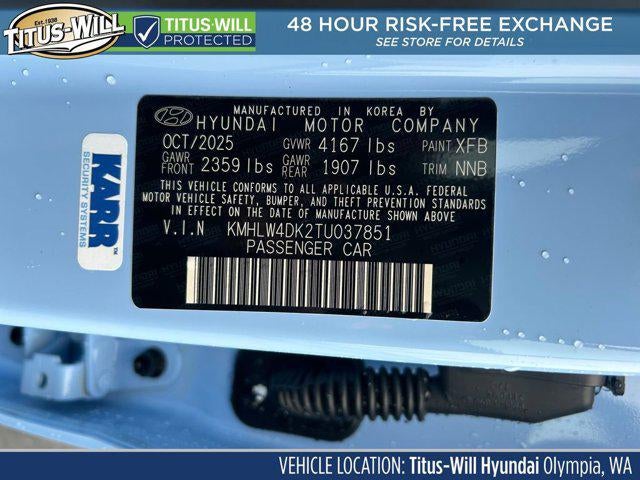 Est. 1938
TITUS-WILL
TITUS-WILL
PROTECTED
48 HOUR RISK-FREE EXCHANGE
SEE STORE FOR DETAILS
MANUFACTURED IN KOREA BY
HYUNDAI MOTOR COMPANY
OCT/2025 GVWR 4167 lbs PAINT XFB
GAWR FRONT 2359 lbs GAWR REAR 1907 lbs TRIM NNB
THIS VEHICLE CONFORMS TO ALL APPLICABLE U.S.A. FEDERAL
MOTOR VEHICLE SAFETY, BUMPER, AND THEFT PREVENTION STANDARDS
IN EFFECT ON THE DATE OF MANUFACTURE SHOWN ABOVE
V.I.N KMHLW4DK2TU037851
PASSENGER CAR
KARR™
SECURITY SYSTEMS
VEHICLE LOCATION: Titus-Will Hyundai Olympia, WA